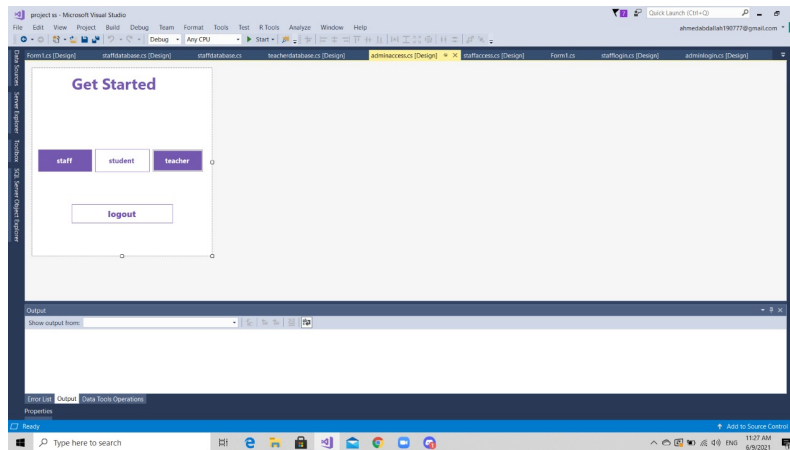 project ss - Microsoft Visual Studio
7
Quick Launch (Ctrl+Q)
File Edit View Project Build Debug Team Format Tools Test R Tools Analyze Window Help
ahmedabdallah190777@gmail.com
Debug Any CPU Start
Form1.cs [Design] staffdatabase.cs [Design] staffdatabase.cs teacherdatabase.cs [Design] adminaccess.cs [Design] staffaccess.cs [Design] Form1.cs stafflogin.cs [Design] adminlogin.cs [Design]
Data Sources
Server Explorer
Toolbox
SQL Server Object Explorer
Get Started
staff student teacher
logout
Output
Show output from:
Error List Output Data Tools Operations
Properties
Ready
Add to Source Control
Type here to search
ENG
11:27 AM
6/9/2021